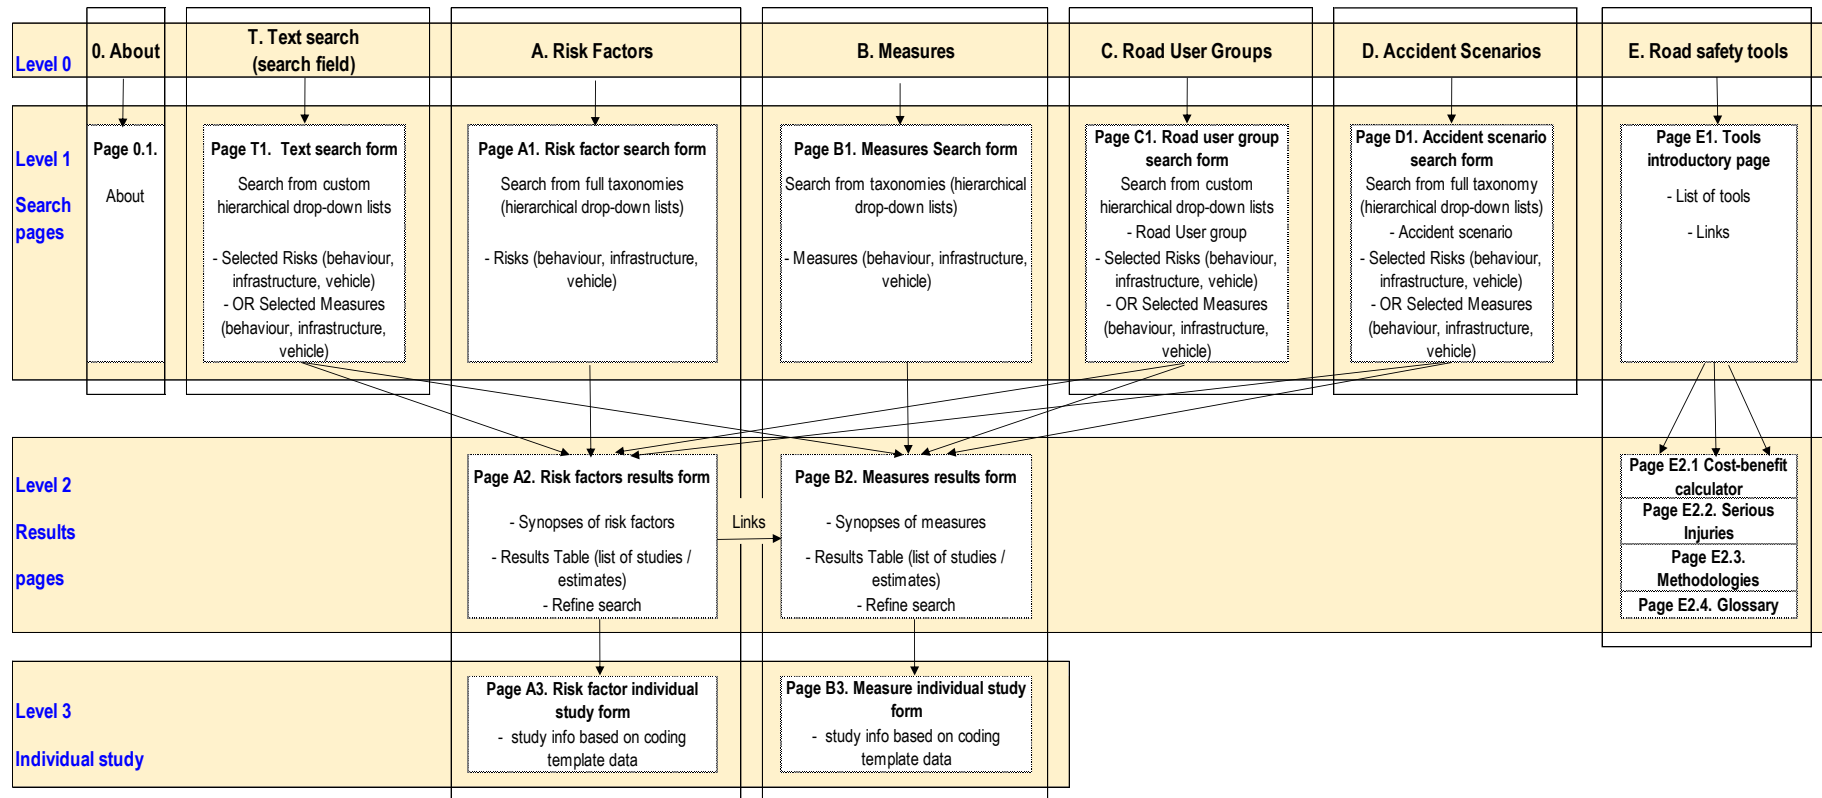 Level 0
0. About
T. Text search
(search field)
A. Risk Factors
B. Measures
C. Road User Groups
D. Accident Scenarios
E. Road safety tools
Level 1
Search
pages
Page 0.1.
About
Page T1. Text search form
Search from custom
hierarchical drop-down lists
- Selected Risks (behaviour,
infrastructure, vehicle)
- OR Selected Measures
(behaviour, infrastructure,
vehicle)
Page A1. Risk factor search form
Search from full taxonomies
(hierarchical drop-down lists)
- Risks (behaviour, infrastructure,
vehicle)
Page B1. Measures Search form
Search from taxonomies (hierarchical
drop-down lists)
- Measures (behaviour, infrastructure,
vehicle)
Page C1. Road user group
search form
Search from custom
hierarchical drop-down lists
- Road User group
- Selected Risks (behaviour,
infrastructure, vehicle)
- OR Selected Measures
(behaviour, infrastructure,
vehicle)
Page D1. Accident scenario
search form
Search from full taxonomy
(hierarchical drop-down lists)
- Accident scenario
- Selected Risks (behaviour,
infrastructure, vehicle)
- OR Selected Measures
(behaviour, infrastructure,
vehicle)
Page E1. Tools
introductory page
- List of tools
- Links
Level 2
Results
pages
Page A2. Risk factors results form
- Synopses of risk factors
- Results Table (list of studies /
estimates)
- Refine search
Links
Page B2. Measures results form
- Synopses of measures
- Results Table (list of studies /
estimates)
- Refine search
Page E2.1 Cost-benefit
calculator
Page E2.2. Serious
Injuries
Page E2.3.
Methodologies
Page E2.4. Glossary
Level 3
Individual study
Page A3. Risk factor individual
study form
- study info based on coding
template data
Page B3. Measure individual study
form
- study info based on coding
template data